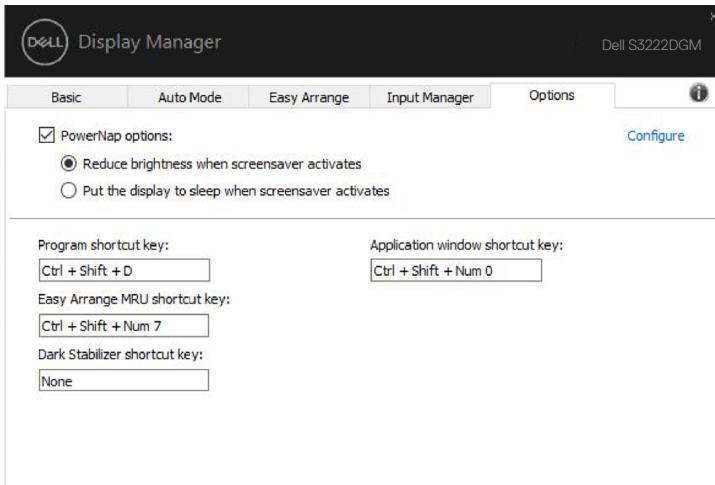 DELL Display Manager
Dell S3222DGM
Basic Auto Mode Easy Arrange Input Manager Options
PowerNap options:
Configure
Reduce brightness when screensaver activates
Put the display to sleep when screensaver activates
Program shortcut key:
Application window shortcut key:
Ctrl + Shift + D
Ctrl + Shift + Num 0
Easy Arrange MRU shortcut key:
Ctrl + Shift + Num 7
Dark Stabilizer shortcut key:
None